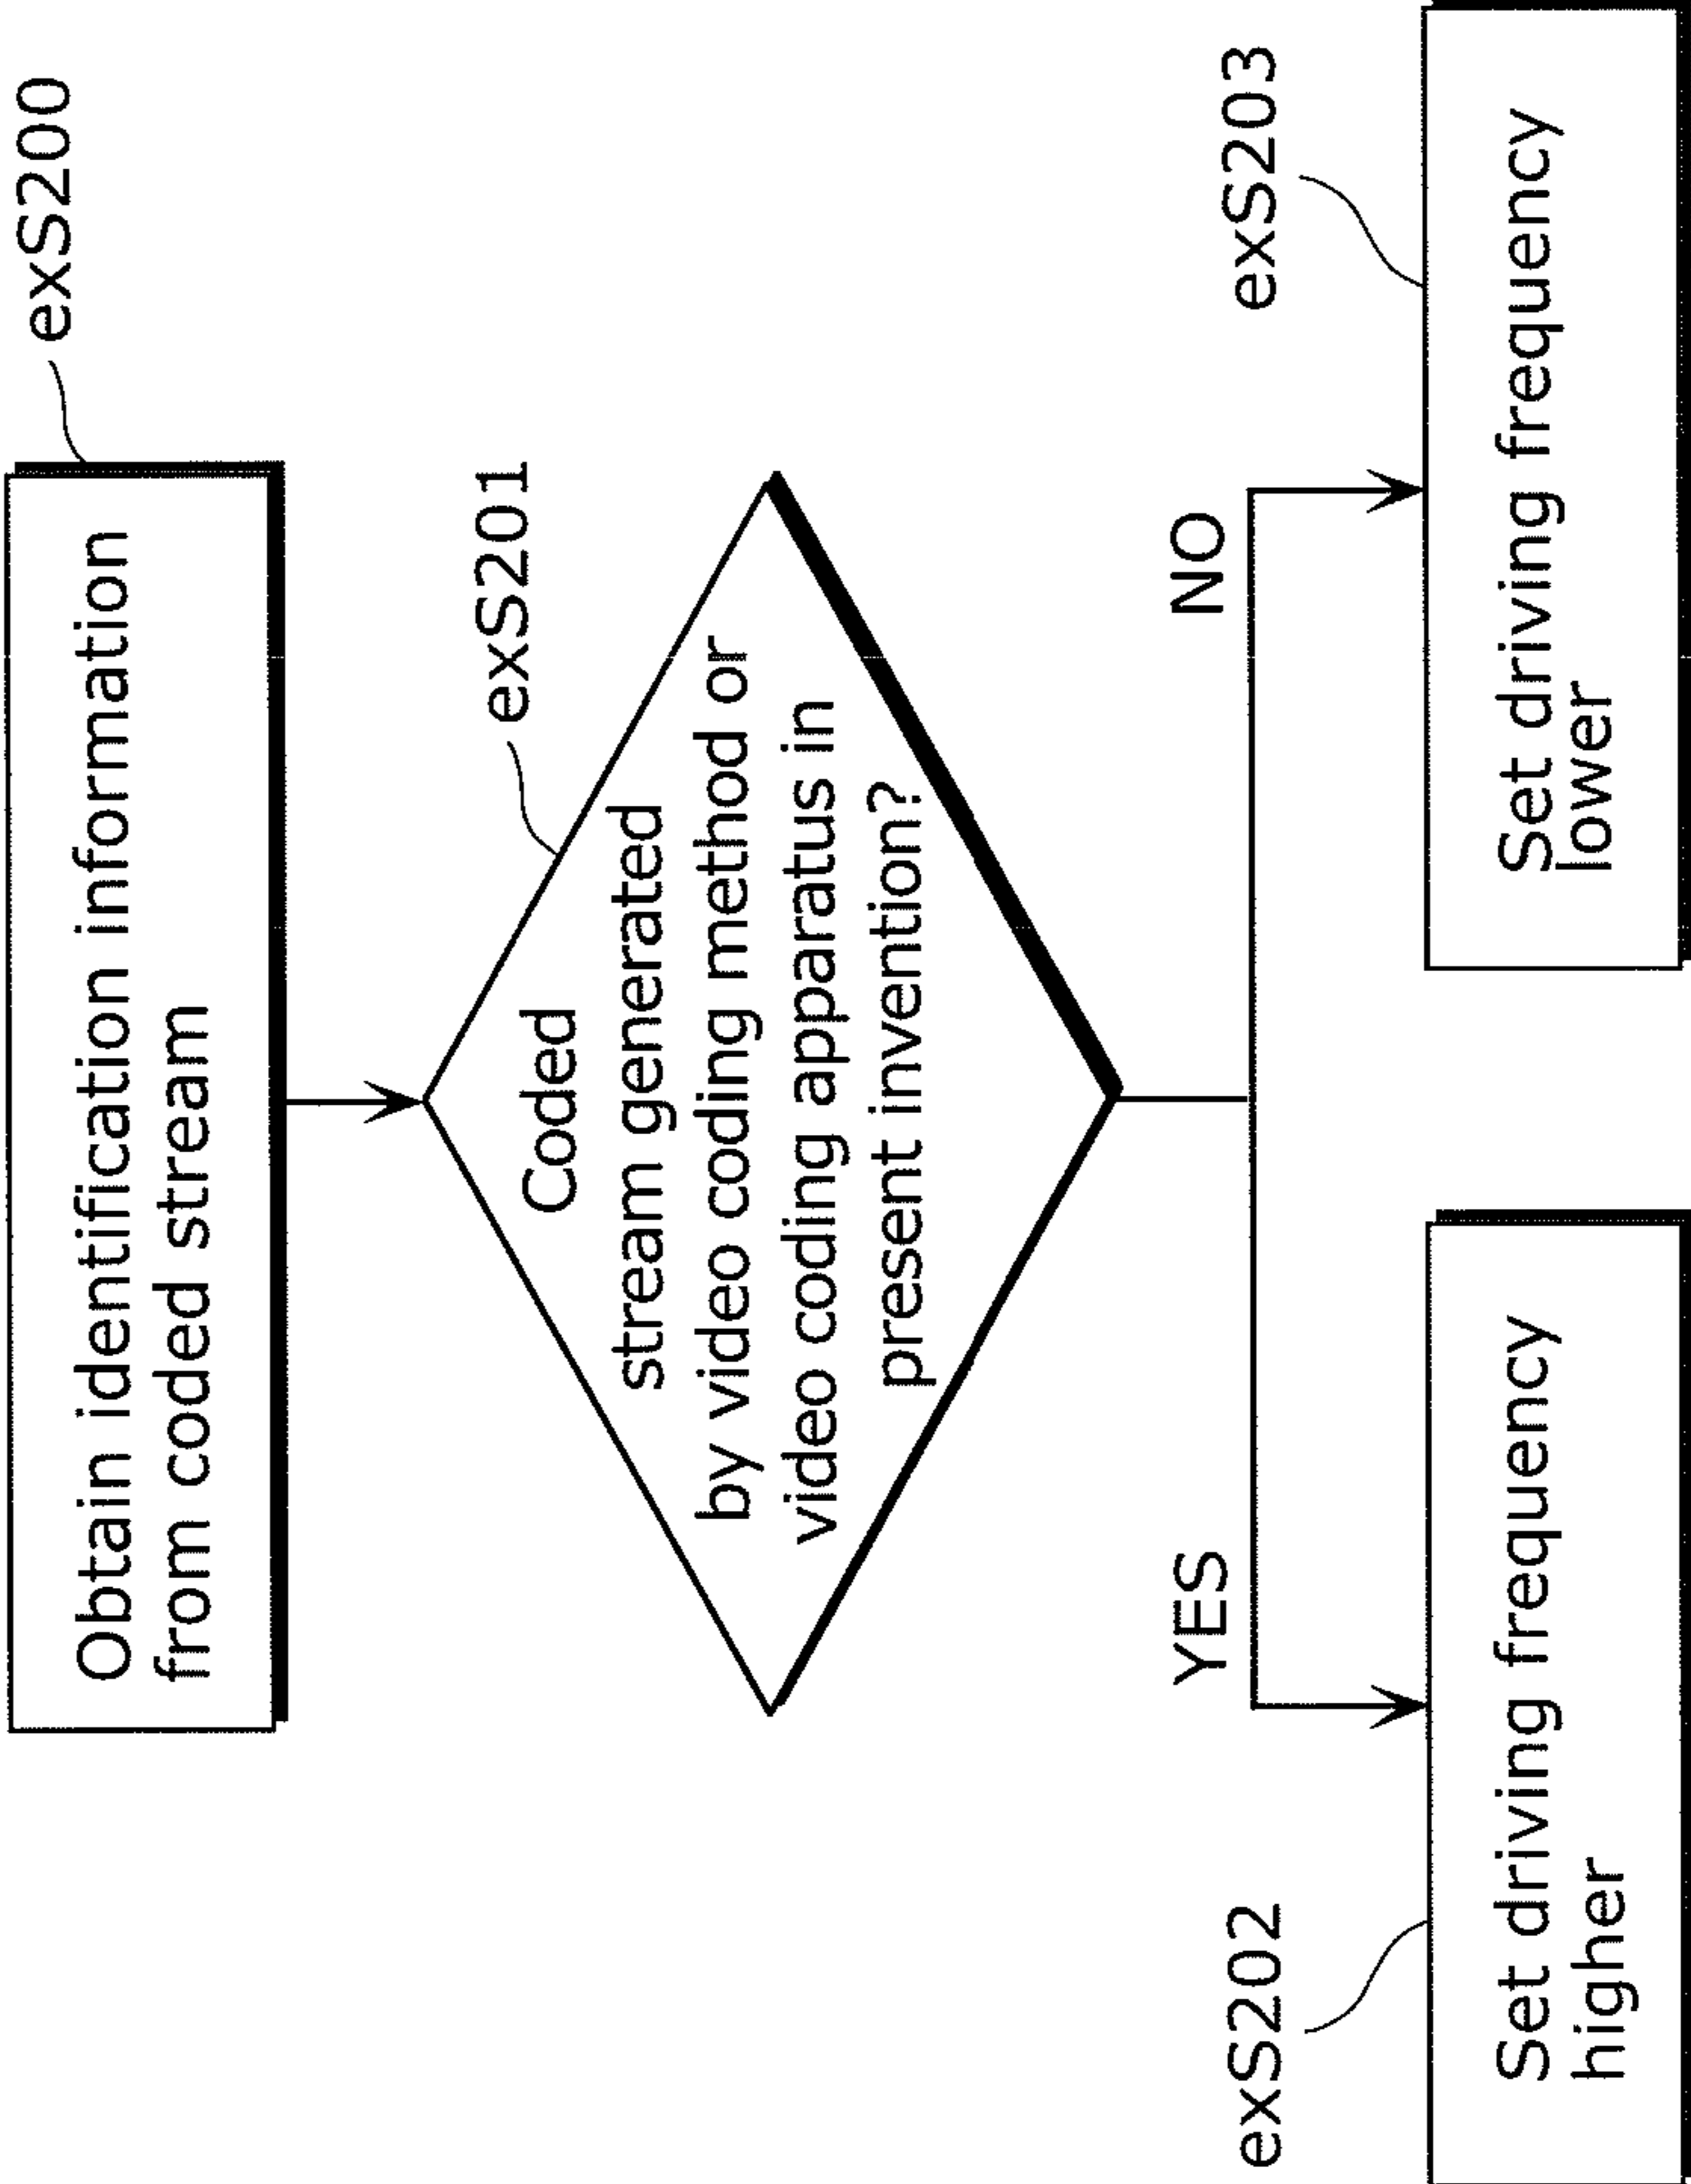 exS200
Obtain identification information
from coded stream
exS201
Coded
stream generated
by video coding method or
video coding apparatus in
present invention?
YES
NO
exS202
exS203
Set driving frequency
higher
Set driving frequency
lower